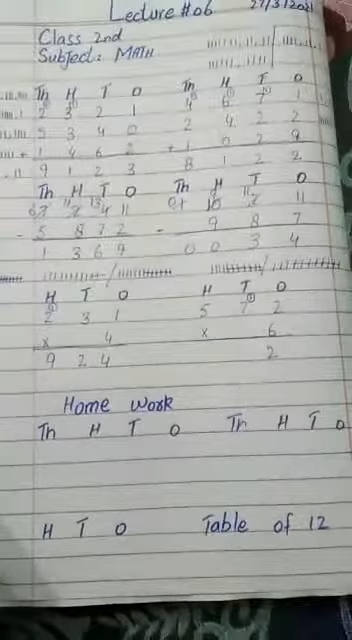 Lecture # 06 27/3/2021
Class 2nd
Subject: MATH
Th H T O Th H T O
2 3 2 1 4 6 7 1
5 3 4 0 2 4 2 2
+ 1 4 6 2 + 1 0 2 9
9 1 2 3 8 1 2 2
Th H T O Th H T O
- 5 8 7 2 - 9 8 7
1 3 6 9 0 0 3 4
H T O H T O
2 3 1 5 7 2
x 4 x 6
9 2 4 2
Home Work
Th H T O Th H T O
H T O Table of 12